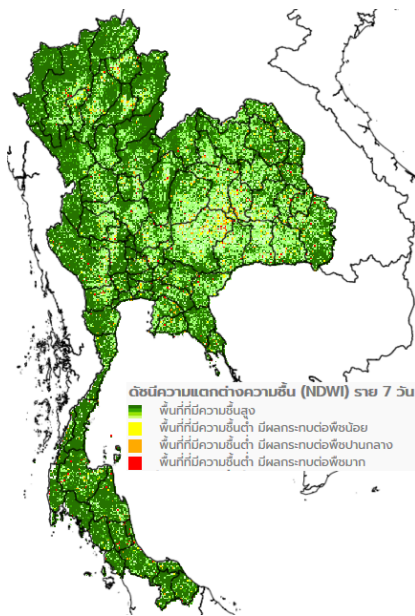 ดัชนีความแตกต่างความชื้น (NDWI) ราย 7 วัน
พื้นที่ที่มีความชื้นสูง
พื้นที่ที่มีความชื้นต่ำ มีผลกระทบต่อพืชน้อย
พื้นที่ที่มีความชื้นต่ำ มีผลกระทบต่อพืชปานกลาง
พื้นที่ที่มีความชื้นต่ำ มีผลกระทบต่อพืชมาก